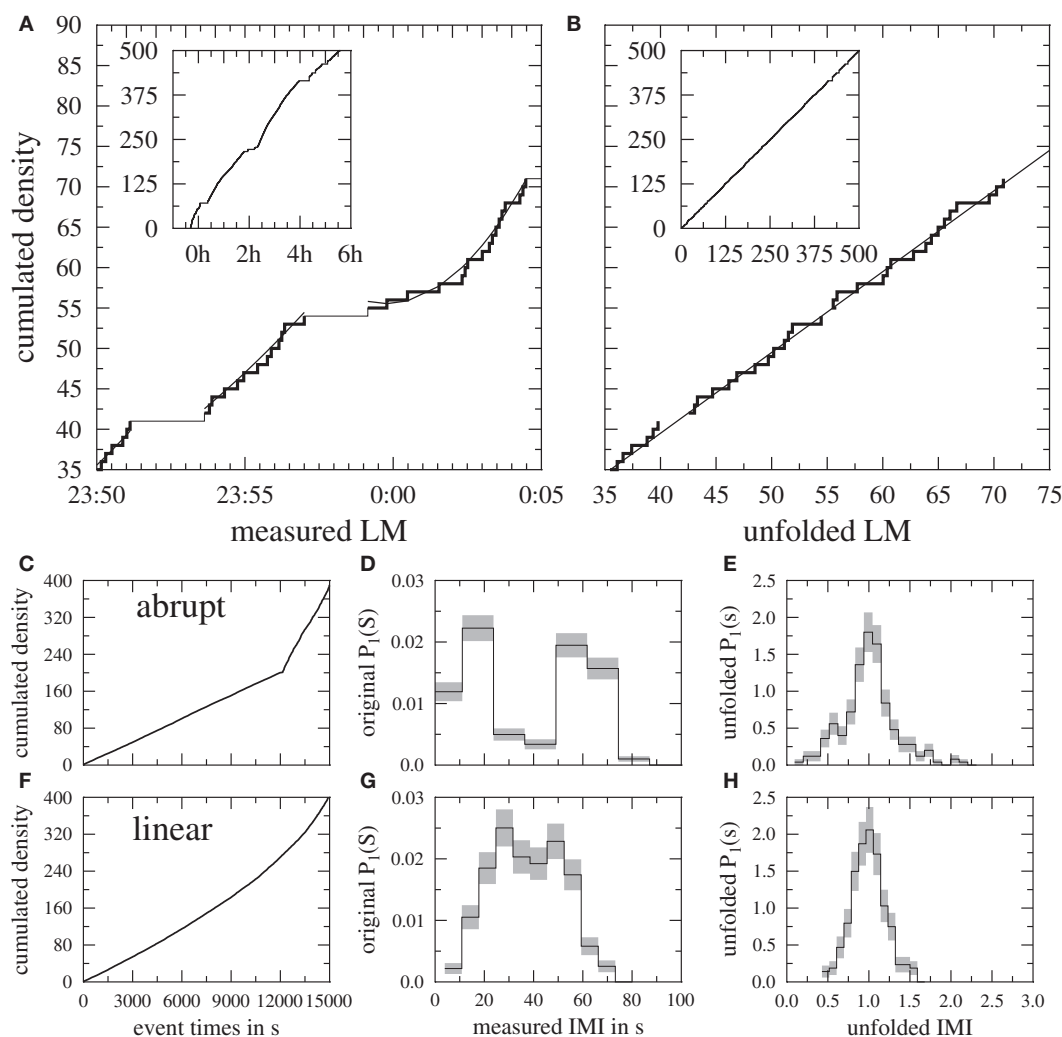 A
B
90
85
80
75
70
65
60
55
50
45
40
35
cumulated density
500
375
250
125
0
0h 2h 4h 6h
23:50 23:55 0:00 0:05
measured LM
500
375
250
125
0
0 125 250 375 500
35 40 45 50 55 60 65 70 75
unfolded LM
C
400
320
240
160
80
0
cumulated density
abrupt
D
0.03
0.02
0.01
0.0
original P1(S)
E
2.5
2.0
1.5
1.0
0.5
0.0
unfolded P1(s)
F
400
320
240
160
80
0
cumulated density
linear
0 3000 6000 9000 12000 15000
event times in s
G
0.03
0.02
0.01
0.0
original P1(S)
0 20 40 60 80 100
measured IMI in s
H
2.5
2.0
1.5
1.0
0.5
0.0
unfolded P1(s)
0.0 0.5 1.0 1.5 2.0 2.5 3.0
unfolded IMI